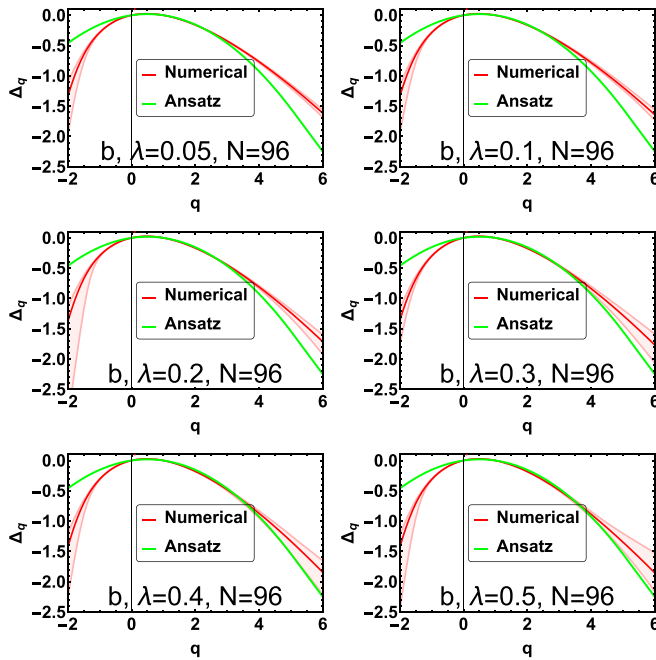 0.0
−0.5
−1.0
−1.5
−2.0
−2.5
Δq
Numerical
Ansatz
b, λ=0.05, N=96
−2 0 2 4 6
q
0.0
−0.5
−1.0
−1.5
−2.0
−2.5
Δq
Numerical
Ansatz
b, λ=0.1, N=96
−2 0 2 4 6
q
0.0
−0.5
−1.0
−1.5
−2.0
−2.5
Δq
Numerical
Ansatz
b, λ=0.2, N=96
−2 0 2 4 6
q
0.0
−0.5
−1.0
−1.5
−2.0
−2.5
Δq
Numerical
Ansatz
b, λ=0.3, N=96
−2 0 2 4 6
q
0.0
−0.5
−1.0
−1.5
−2.0
−2.5
Δq
Numerical
Ansatz
b, λ=0.4, N=96
−2 0 2 4 6
q
0.0
−0.5
−1.0
−1.5
−2.0
−2.5
Δq
Numerical
Ansatz
b, λ=0.5, N=96
−2 0 2 4 6
q